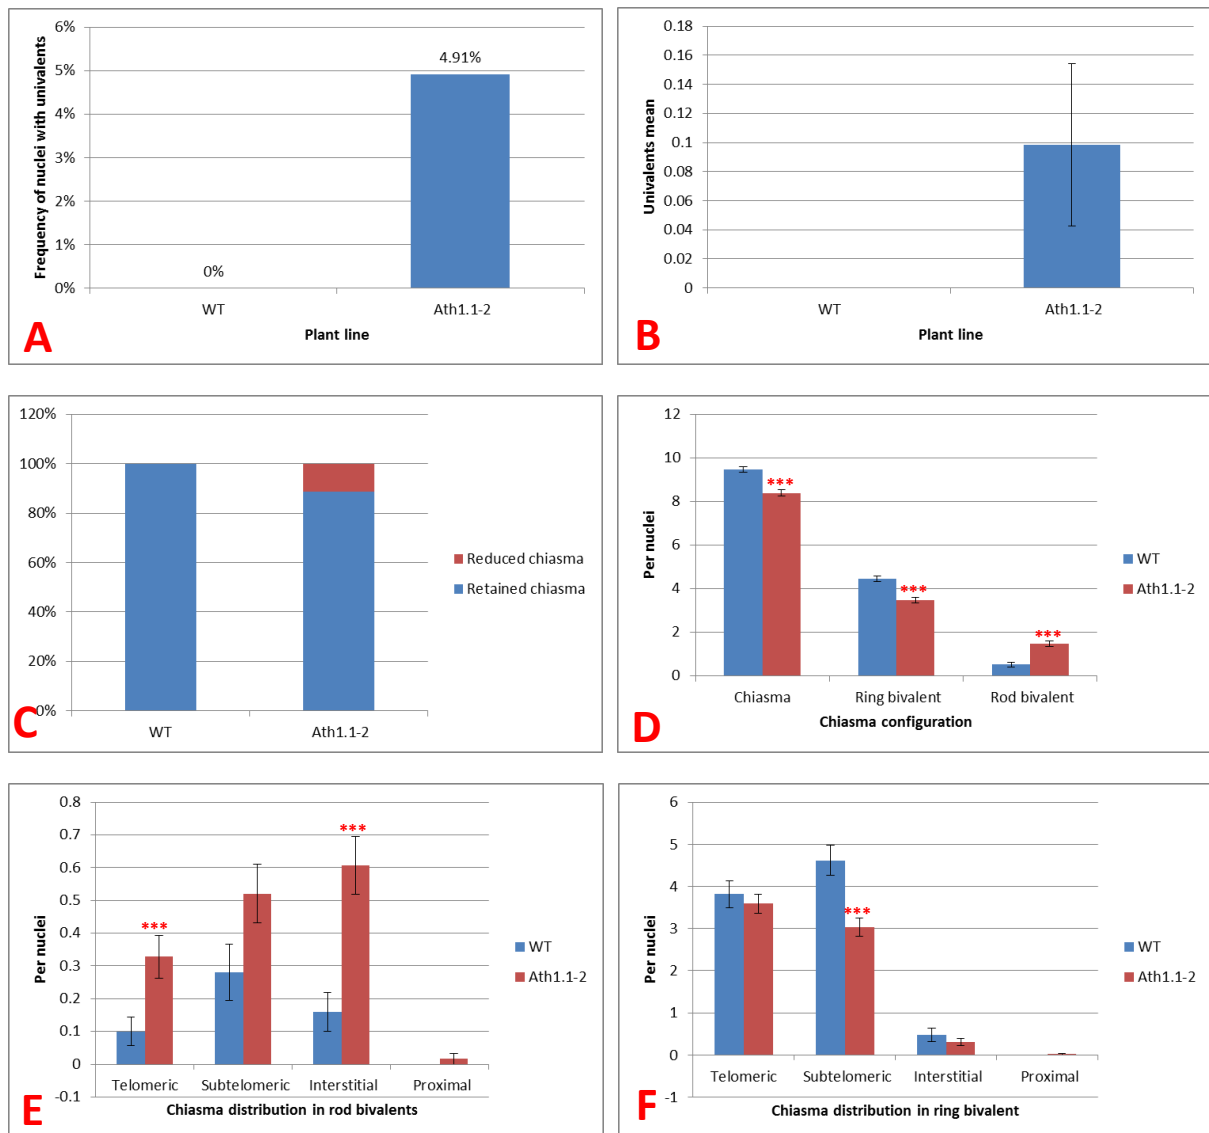 6%
5%
4%
3%
2%
1%
0%
Frequency of nuclei with univalents
0%
4.91%
WT
Ath1.1-2
Plant line
A
0.18
0.16
0.14
0.12
0.1
0.08
0.06
0.04
0.02
0
Univalents mean
WT
Ath1.1-2
Plant line
B
120%
100%
80%
60%
40%
20%
0%
WT
Ath1.1-2
Reduced chiasma
Retained chiasma
C
12
10
8
6
4
2
0
Per nuclei
***
***
***
Chiasma
Ring bivalent
Rod bivalent
Chiasma configuration
WT
Ath1.1-2
D
0.8
0.7
0.6
0.5
0.4
0.3
0.2
0.1
0
-0.1
Per nuclei
***
***
Telomeric
Subtelomeric
Interstitial
Proximal
Chiasma distribution in rod bivalents
WT
Ath1.1-2
E
6
5
4
3
2
1
0
-1
Per nuclei
***
Telomeric
Subtelomeric
Interstitial
Proximal
Chiasma distribution in ring bivalent
WT
Ath1.1-2
F